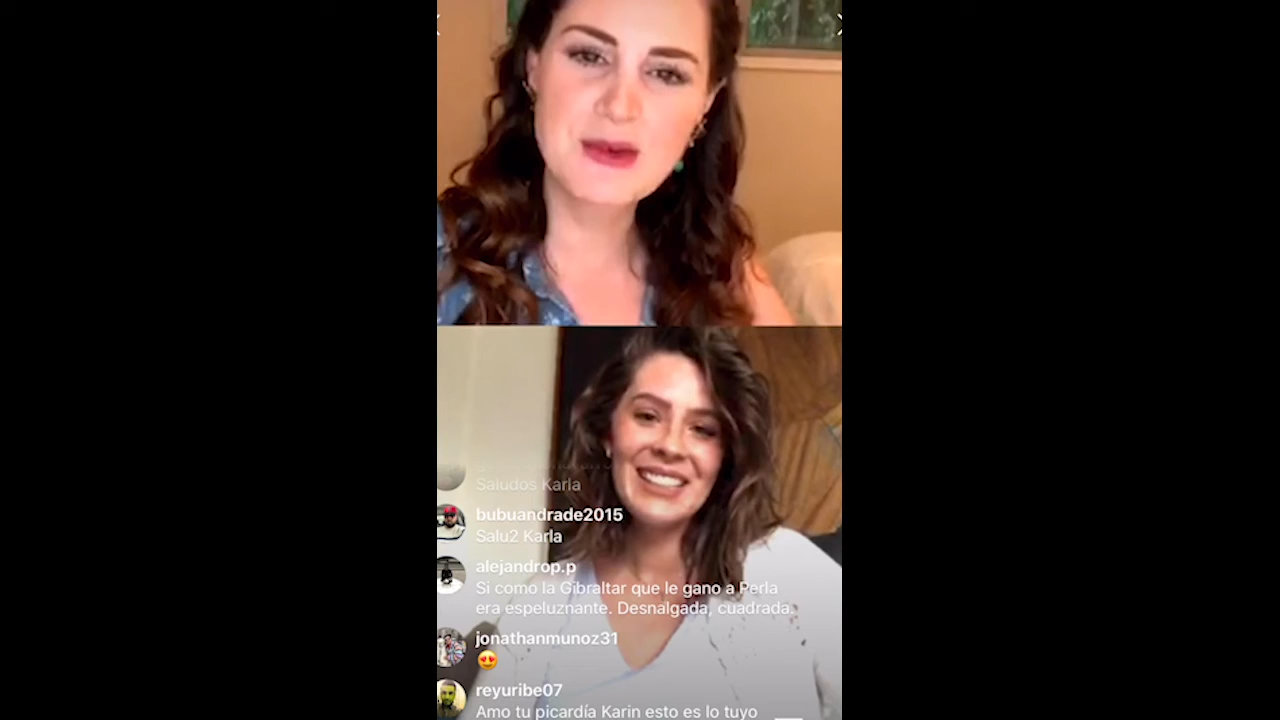 Saludos Karla
bubuandrade2015
Salu2 Karla
alejandrop.p
Si como la Gibraltar que le gano a Perla
era espeluznante. Desnalgada, cuadrada.
jonathanmunoz31
😍
reyuribe07
Amo tu picardía Karin esto es lo tuyo